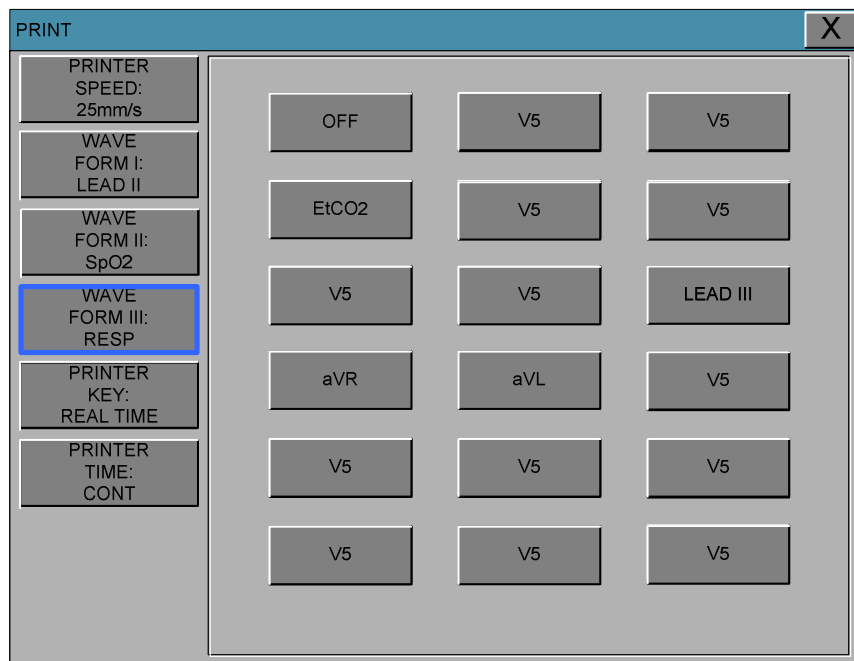 PRINT
X
PRINTER
SPEED:
25mm/s
WAVE
FORM I:
LEAD II
WAVE
FORM II:
SpO2
WAVE
FORM III:
RESP
PRINTER
KEY:
REAL TIME
PRINTER
TIME:
CONT
OFF V5 V5
EtCO2 V5 V5
V5 V5 LEAD III
aVR aVL V5
V5 V5 V5
V5 V5 V5